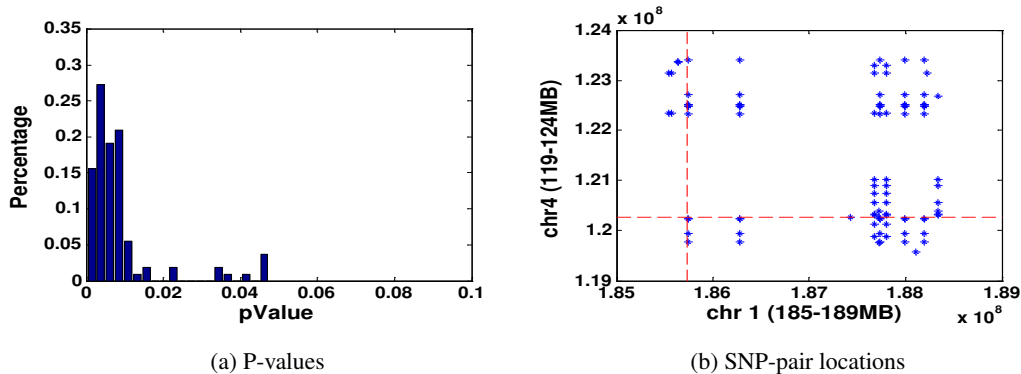 0.35
0.3
0.25
0.2
0.15
0.1
0.05
0
Percentage
0 0.02 0.04 0.06 0.08 0.1
pValue
(a) P-values
x 10^8
1.24
1.23
1.22
1.21
1.20
1.19
chr4 (119-124MB)
1.85 1.86 1.87 1.88 1.89
chr 1 (185-189MB)
x 10^8
(b) SNP-pair locations